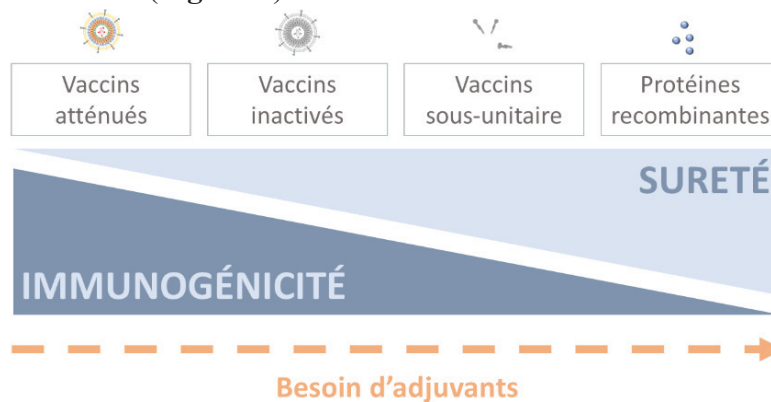 Vaccins
atténués
Vaccins
inactivés
Vaccins
sous-unitaire
Protéines
recombinantes
SURETÉ
IMMUNOGÉNICITÉ
Besoin d'adjuvants